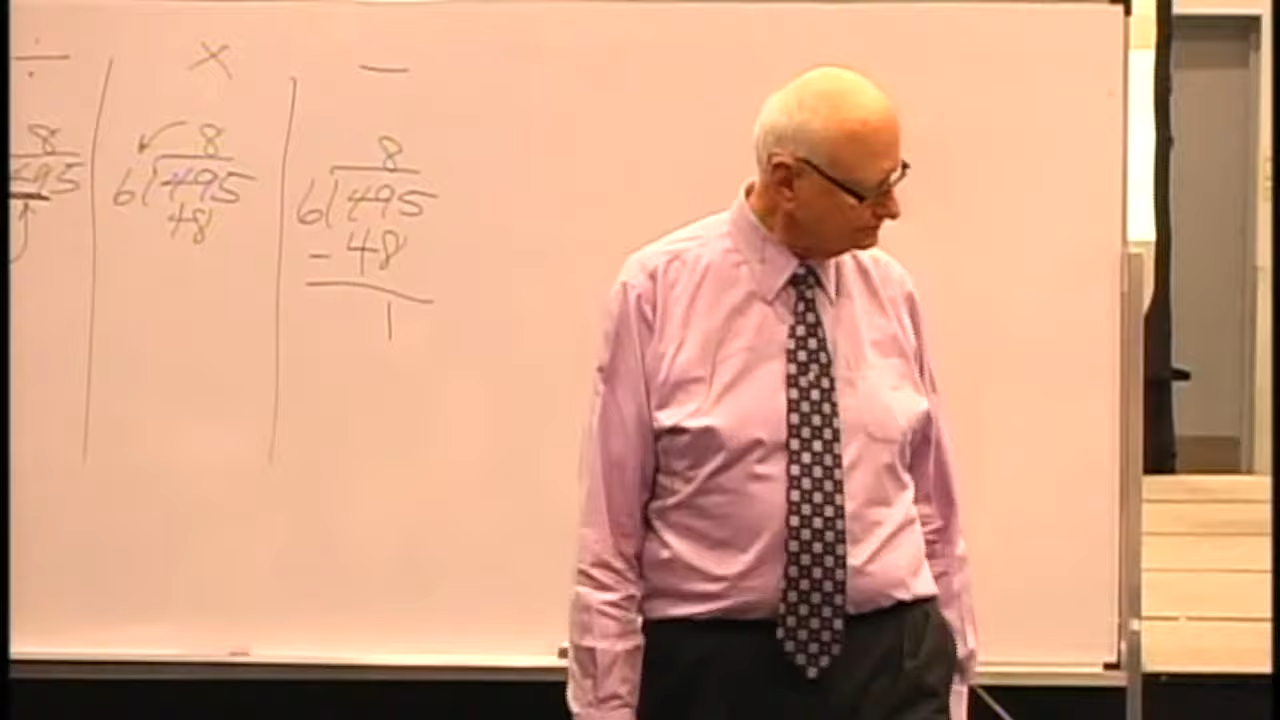 ÷ × −
8 8 8
495 6 495 6 495
48 − 48
1